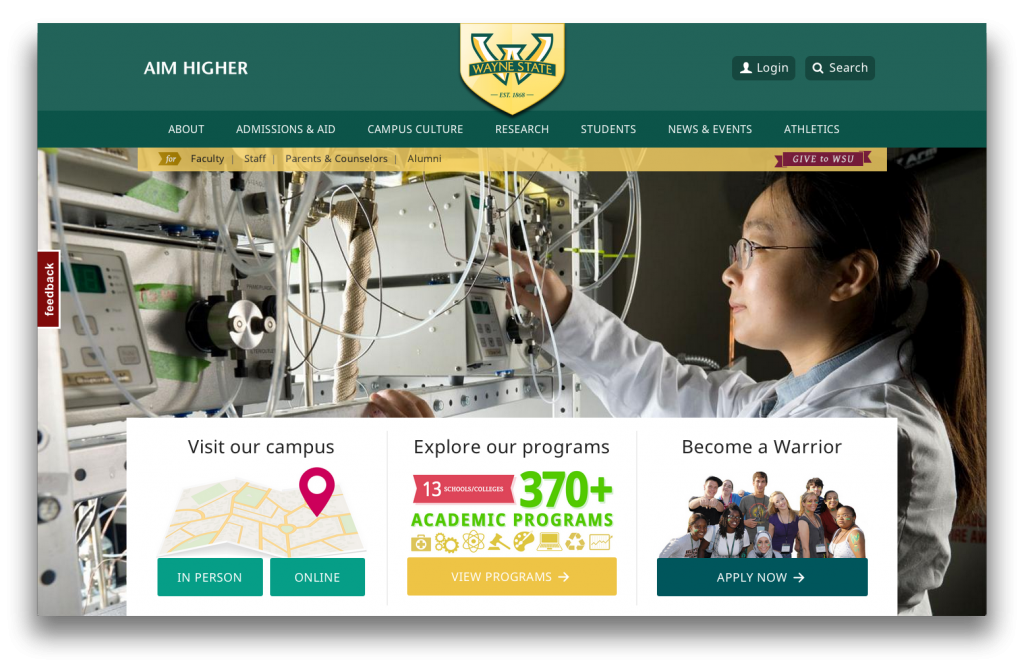 AIM HIGHER
WAYNE STATE
EST. 1868
Login
Search
ABOUT
ADMISSIONS & AID
CAMPUS CULTURE
RESEARCH
STUDENTS
NEWS & EVENTS
ATHLETICS
for Faculty | Staff | Parents & Counselors | Alumni
GIVE to WSU
feedback
Visit our campus
IN PERSON
ONLINE
Explore our programs
13 SCHOOLS/COLLEGES
370+
ACADEMIC PROGRAMS
VIEW PROGRAMS →
Become a Warrior
APPLY NOW →